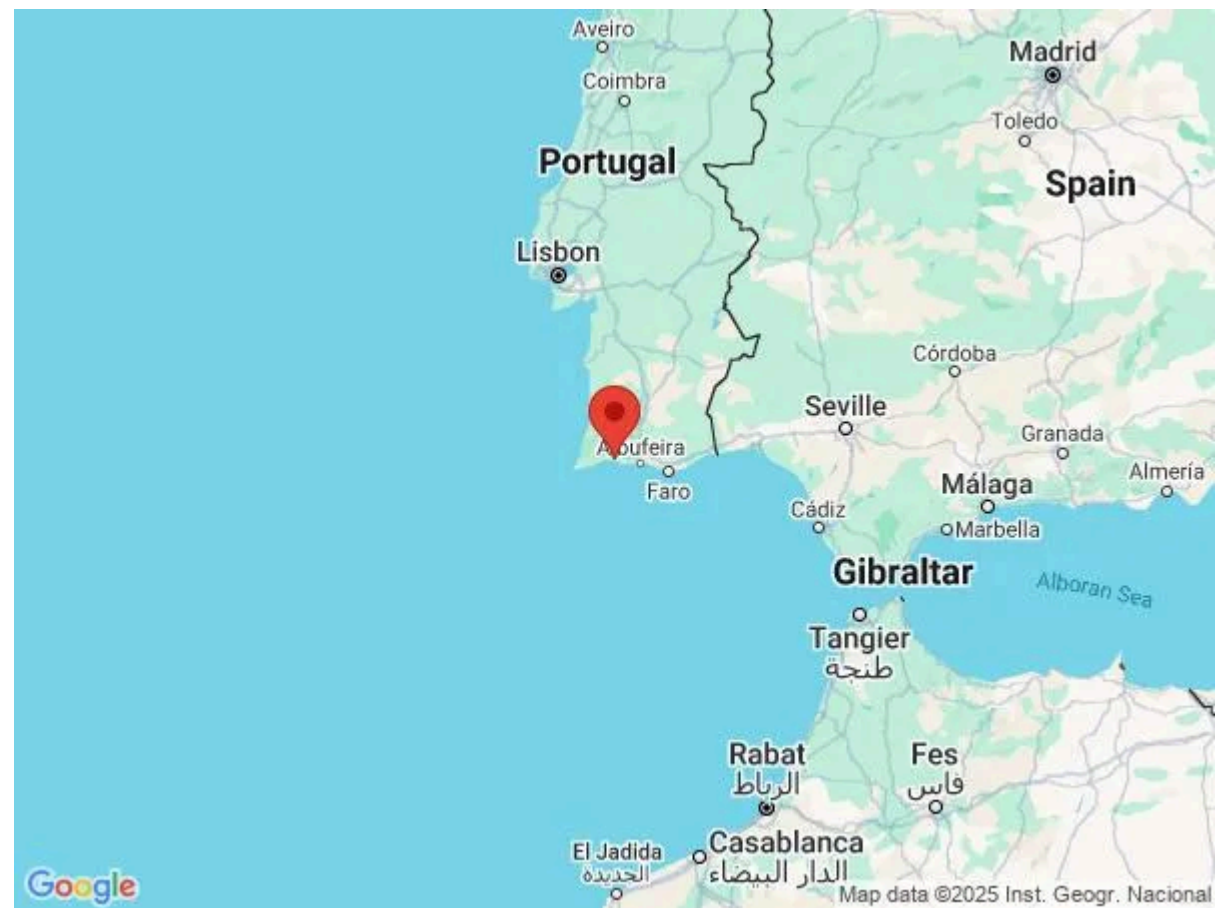 Aveiro
Coimbra
Madrid
Toledo
Portugal
Spain
Lisbon
Córdoba
Seville
Granada
Albufeira
Almería
Faro
Málaga
Cádiz
Marbella
Gibraltar
Alboran Sea
Tangier
طنجة
Rabat
الرباط
Fes
فاس
Casablanca
الدار البيضاء
El Jadida
الجديدة
Google
Map data ©2025 Inst. Geogr. Nacional